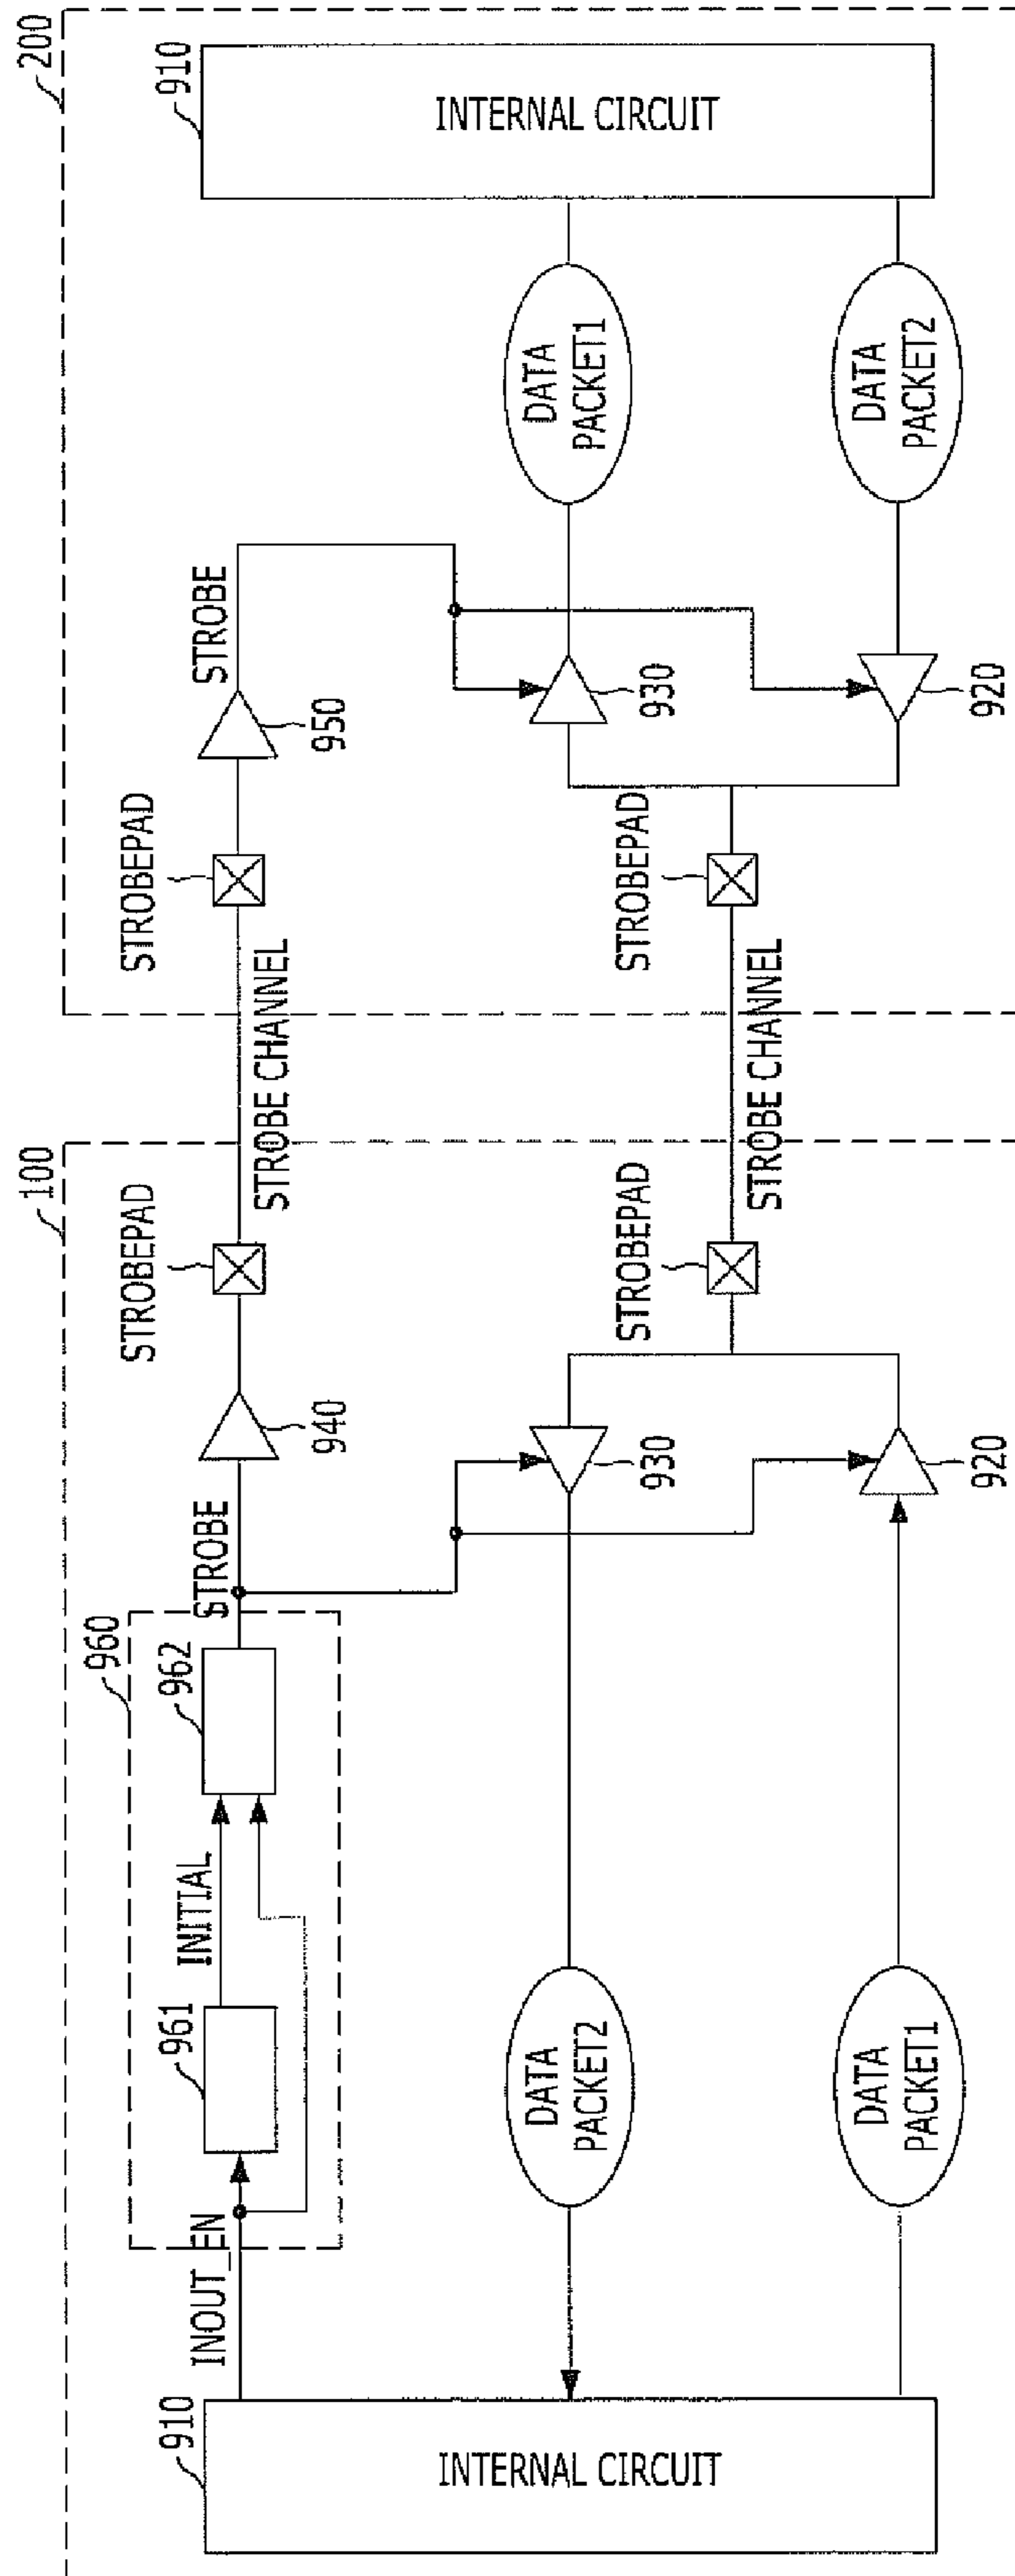 100
200
960
STROBEPAD
STROBEPAD
910
961
962
910
INITIAL
INOUT_EN
STROBE
STROBE
STROBE CHANNEL
940
950
INTERNAL CIRCUIT
INTERNAL CIRCUIT
DATA
PACKET2
DATA
PACKET1
STROBEPAD
STROBEPAD
930
930
STROBE CHANNEL
DATA
PACKET1
DATA
PACKET2
920
920